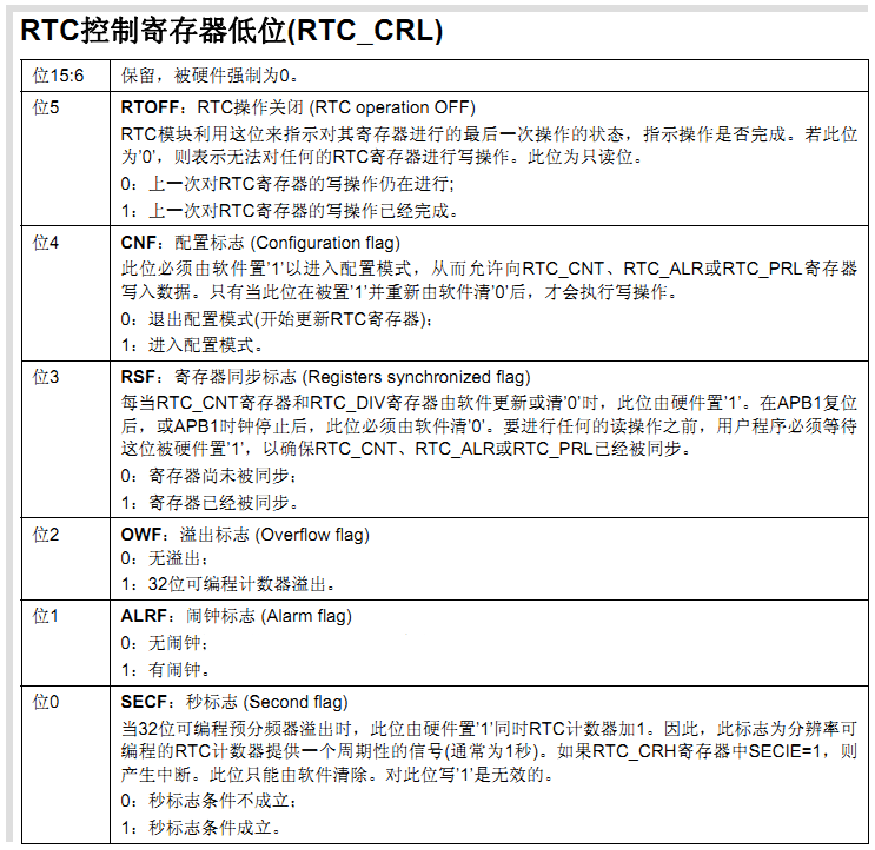 RTC控制寄存器低位(RTC_CRL)
位15:6 保留，被硬件强制为0。
位5 RTOFF：RTC操作关闭 (RTC operation OFF)
RTC模块利用这位来指示对其寄存器进行的最后一次操作的状态，指示操作是否完成。若此位
为'0'，则表示无法对任何的RTC寄存器进行写操作。此位为只读位。
0：上一次对RTC寄存器的写操作仍在进行;
1：上一次对RTC寄存器的写操作已经完成。
位4 CNF：配置标志 (Configuration flag)
此位必须由软件置'1'以进入配置模式，从而允许向RTC_CNT、RTC_ALR或RTC_PRL寄存器
写入数据。只有当此位在被置'1'并重新由软件清'0'后，才会执行写操作。
0：退出配置模式(开始更新RTC寄存器)；
1：进入配置模式。
位3 RSF：寄存器同步标志 (Registers synchronized flag)
每当RTC_CNT寄存器和RTC_DIV寄存器由软件更新或清'0'时，此位由硬件置'1'。在APB1复位
后，或APB1时钟停止后，此位必须由软件清'0'。要进行任何的读操作之前，用户程序必须等待
这位被硬件置'1'，以确保RTC_CNT、RTC_ALR或RTC_PRL已经被同步。
0：寄存器尚未被同步；
1：寄存器已经被同步。
位2 OWF：溢出标志 (Overflow flag)
0：无溢出；
1：32位可编程计数器溢出。
位1 ALRF：闹钟标志 (Alarm flag)
0：无闹钟；
1：有闹钟。
位0 SECF：秒标志 (Second flag)
当32位可编程预分频器溢出时，此位由硬件置'1'同时RTC计数器加1。因此，此标志为分辨率可
编程的RTC计数器提供一个周期性的信号(通常为1秒)。如果RTC_CRH寄存器中SECIE=1，则
产生中断。此位只能由软件清除。对此位写'1'是无效的。
0：秒标志条件不成立；
1：秒标志条件成立。